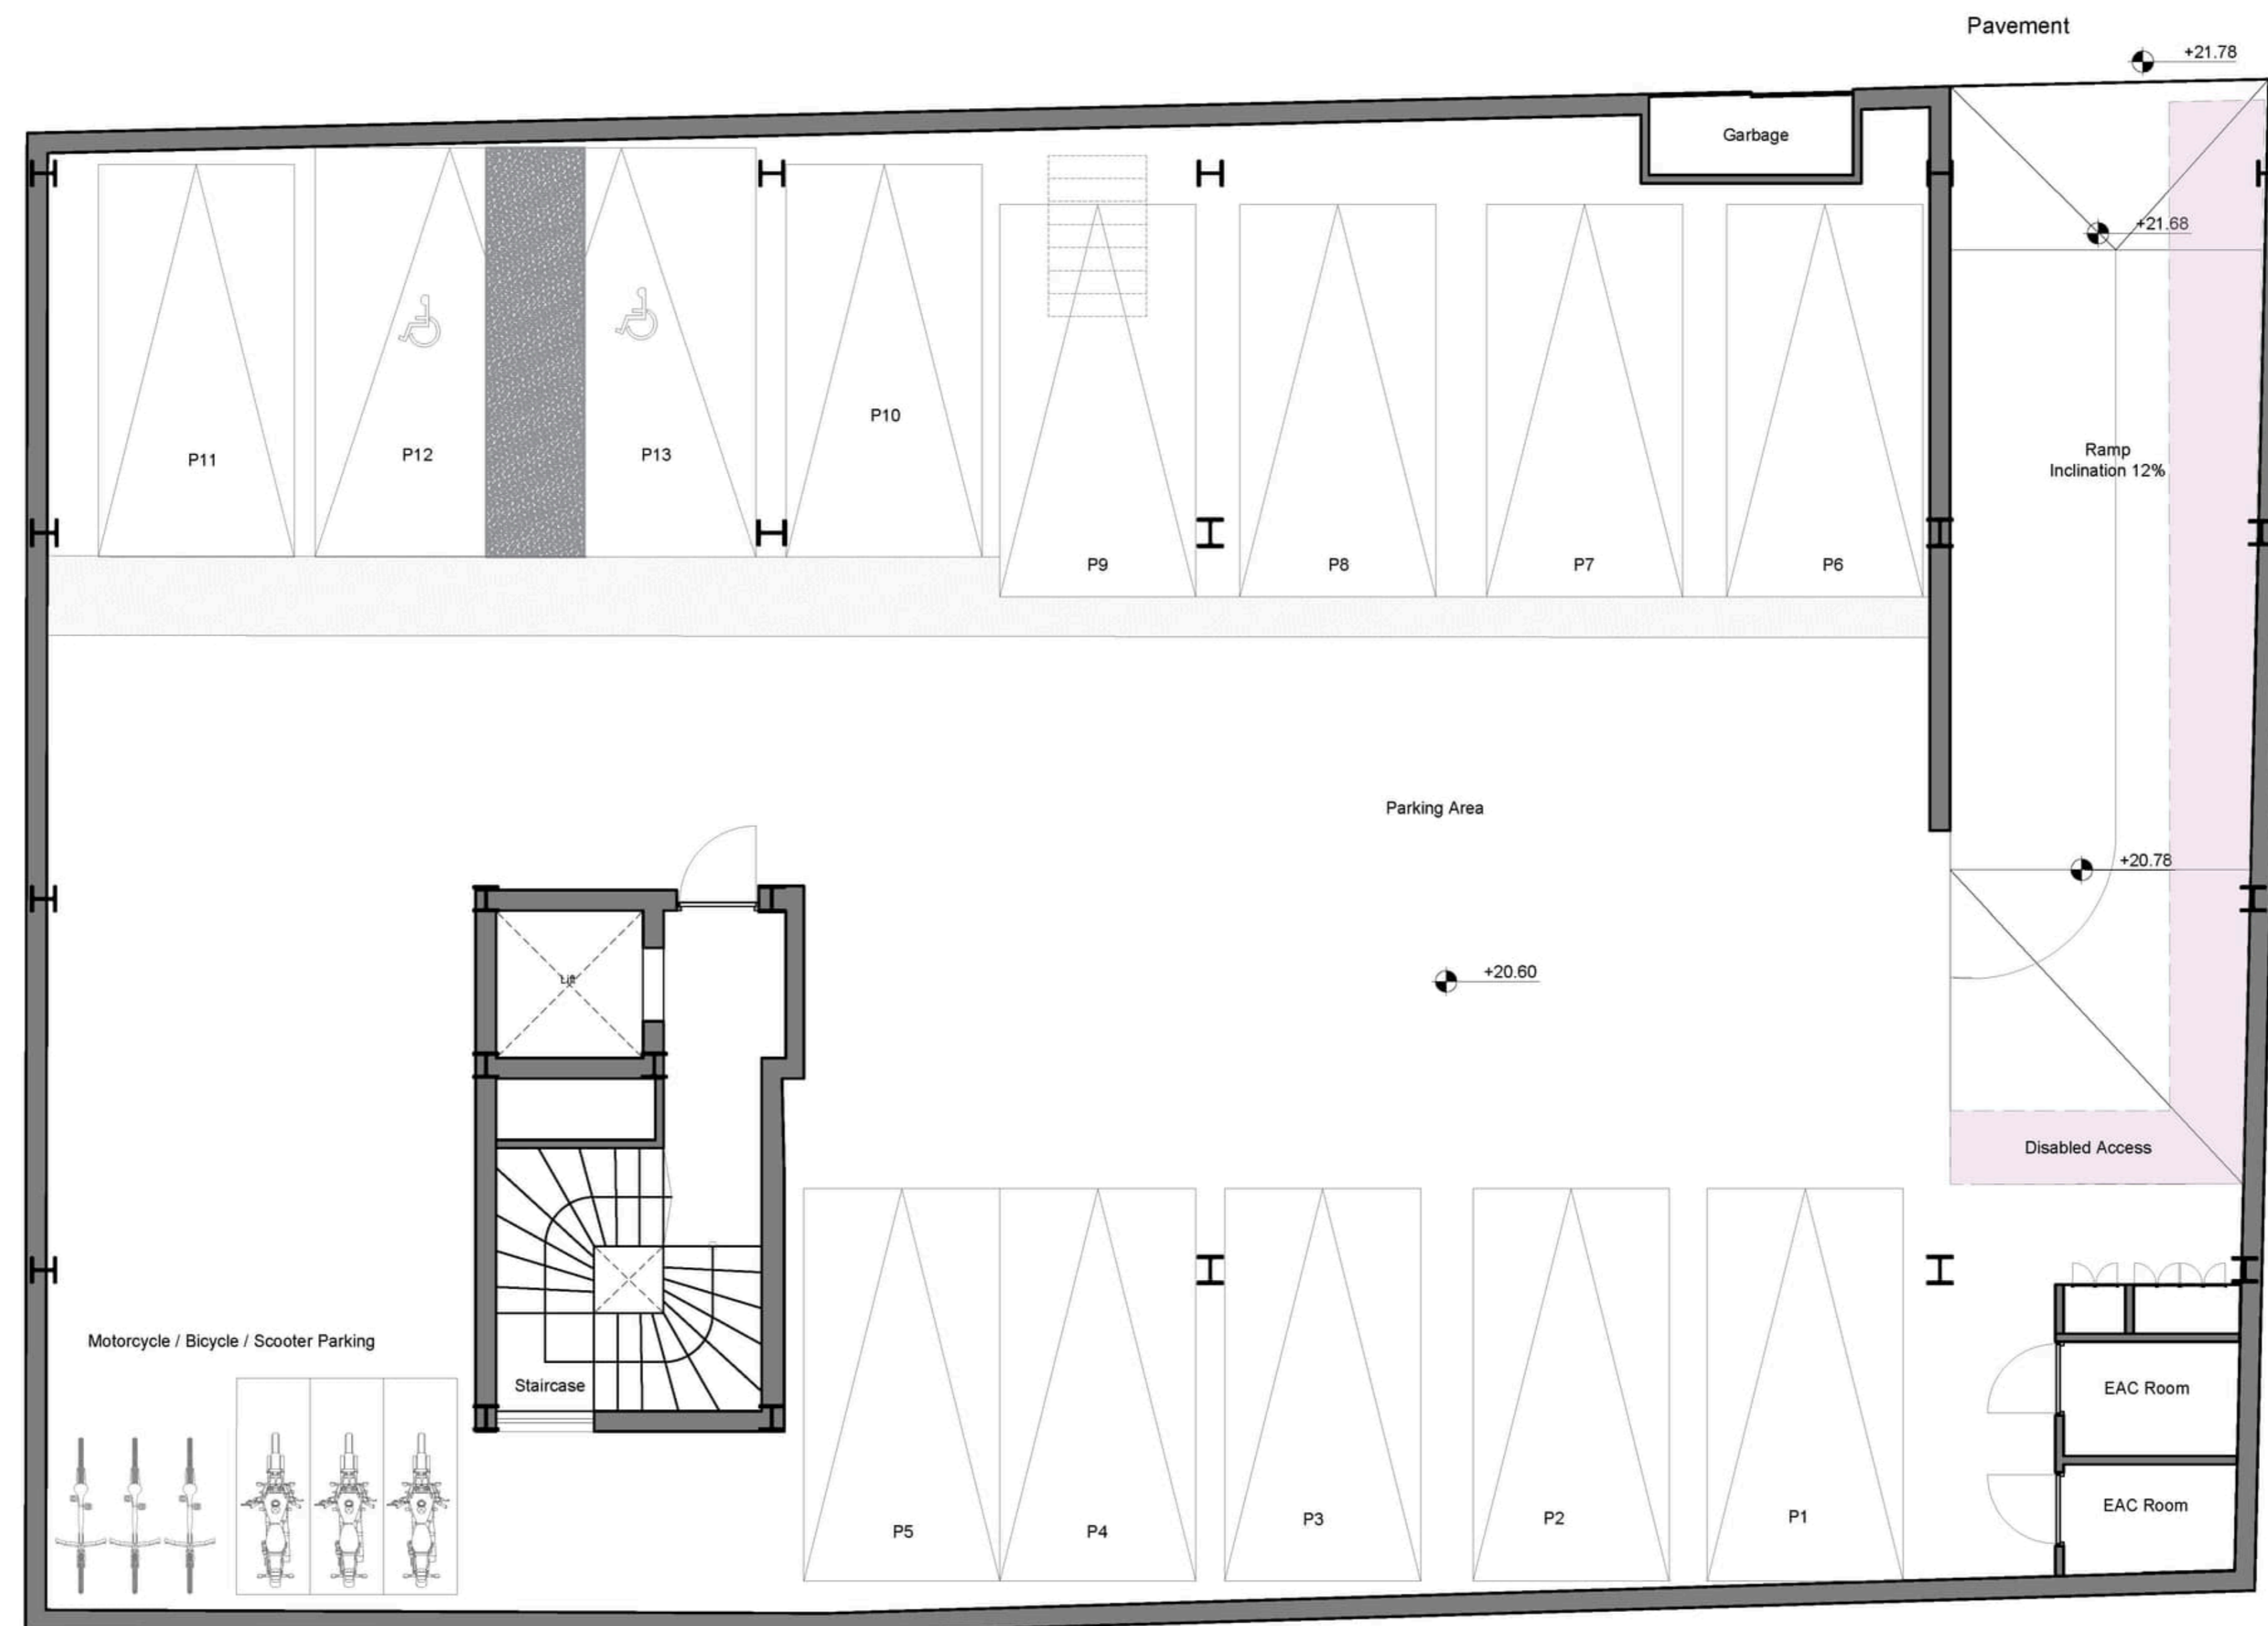 Pavement
+21.78
Garbage
+21.68
P11
P12
P13
P10
P9
P8
P7
P6
Ramp
Inclination 12%
Parking Area
+20.78
Lift
+20.60
Disabled Access
Motorcycle / Bicycle / Scooter Parking
Staircase
P5
P4
P3
P2
P1
EAC Room
EAC Room